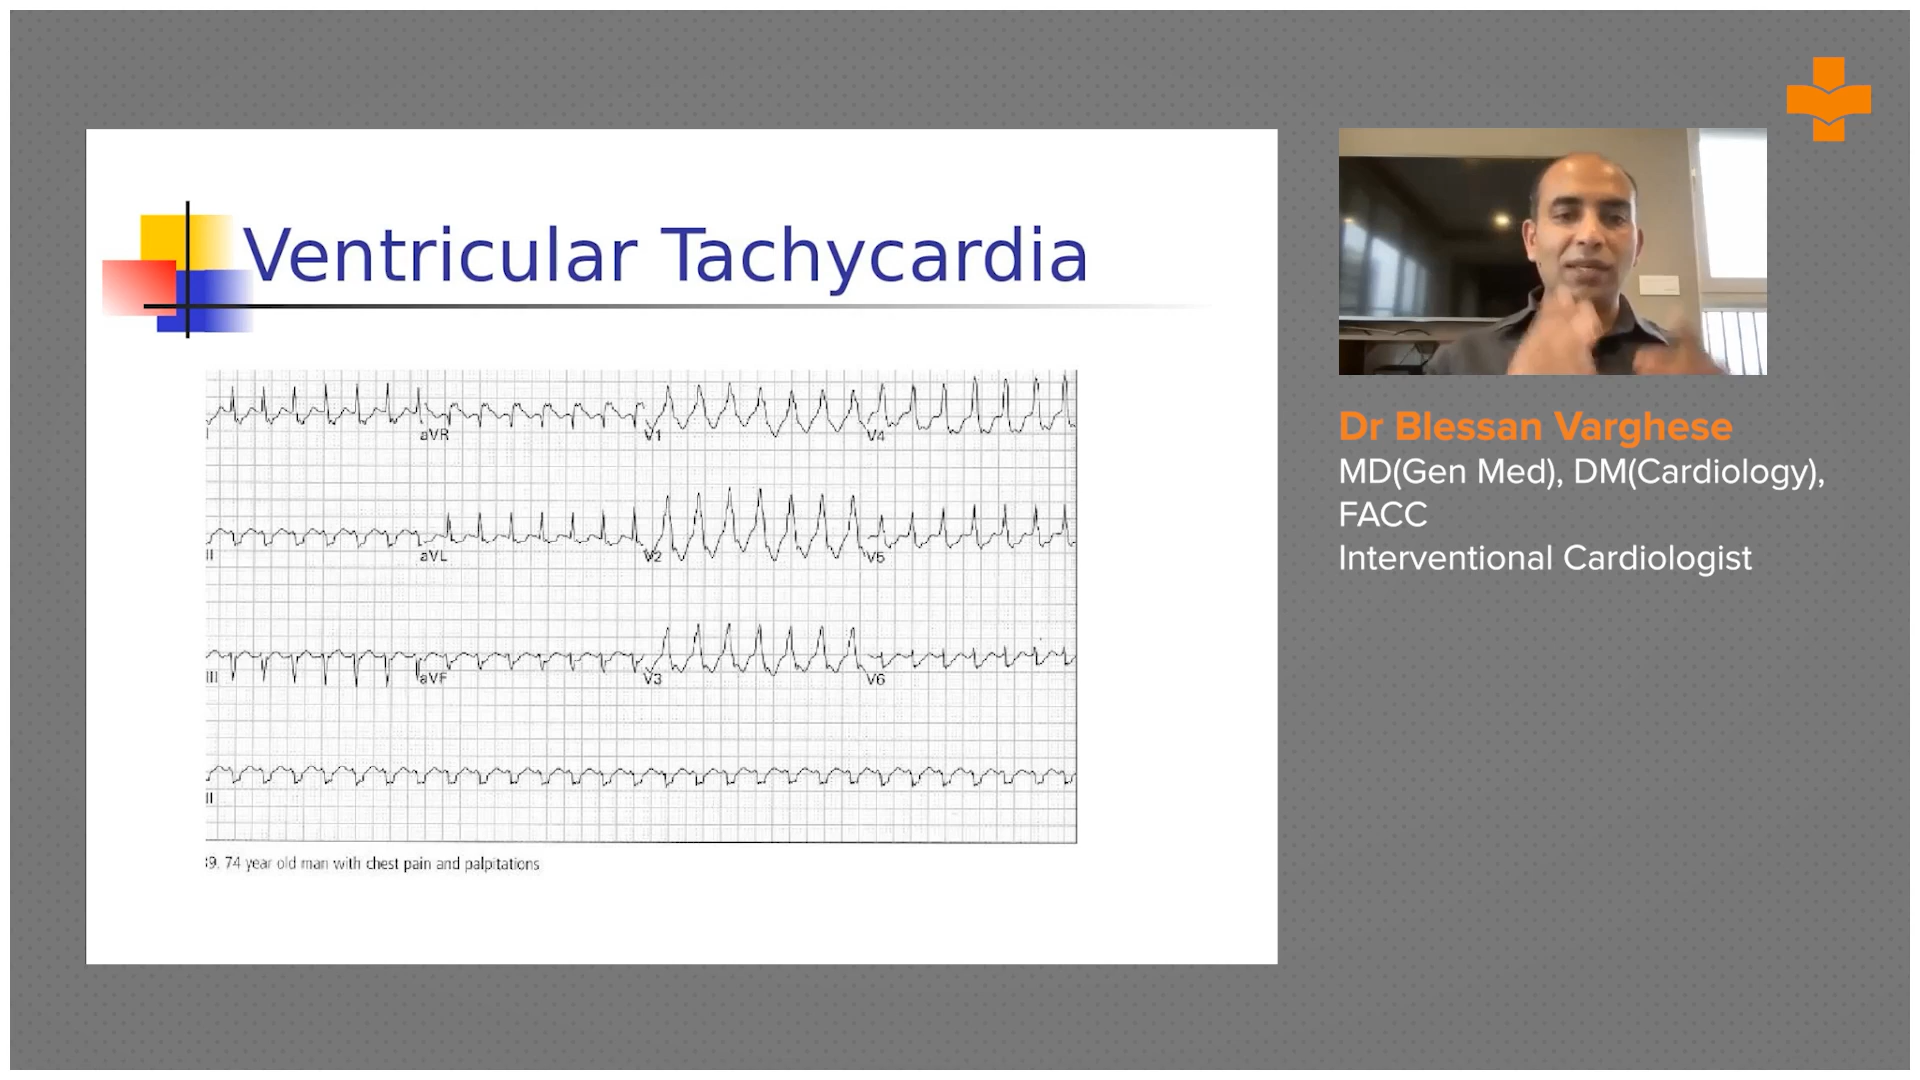 Ventricular Tachycardia
I aVR V1 V4
II aVL V2 V5
III aVF V3 V6
II
39. 74 year old man with chest pain and palpitations
Dr Blessan Varghese
MD(Gen Med), DM(Cardiology),
FACC
Interventional Cardiologist